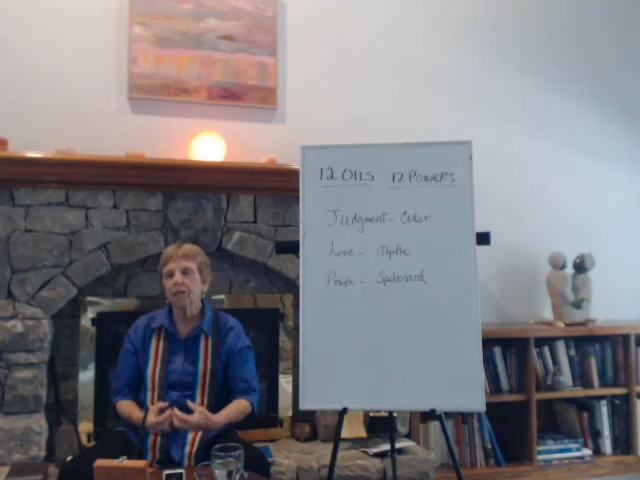 12 OILS 12 POWERS
Judgment - Cedar
Love - Myrtle
Power - Spikenard